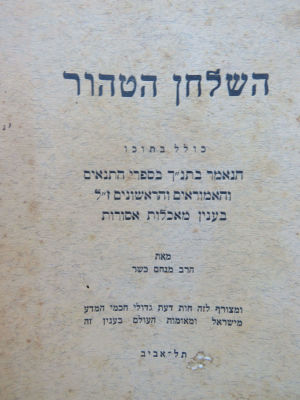 השלחן הטהור
כולל בתוכו
הנאמר בתנ״ך בספרי התנאים
והאמוראים והראשונים ז״ל
בענין מאכלות אסורות
מאת
הרב מנחם כשר
ומצורף לזה חות דעת גדולי חכמי המדע
מישראל ומאומות העולם בענין זה
תל־אביב